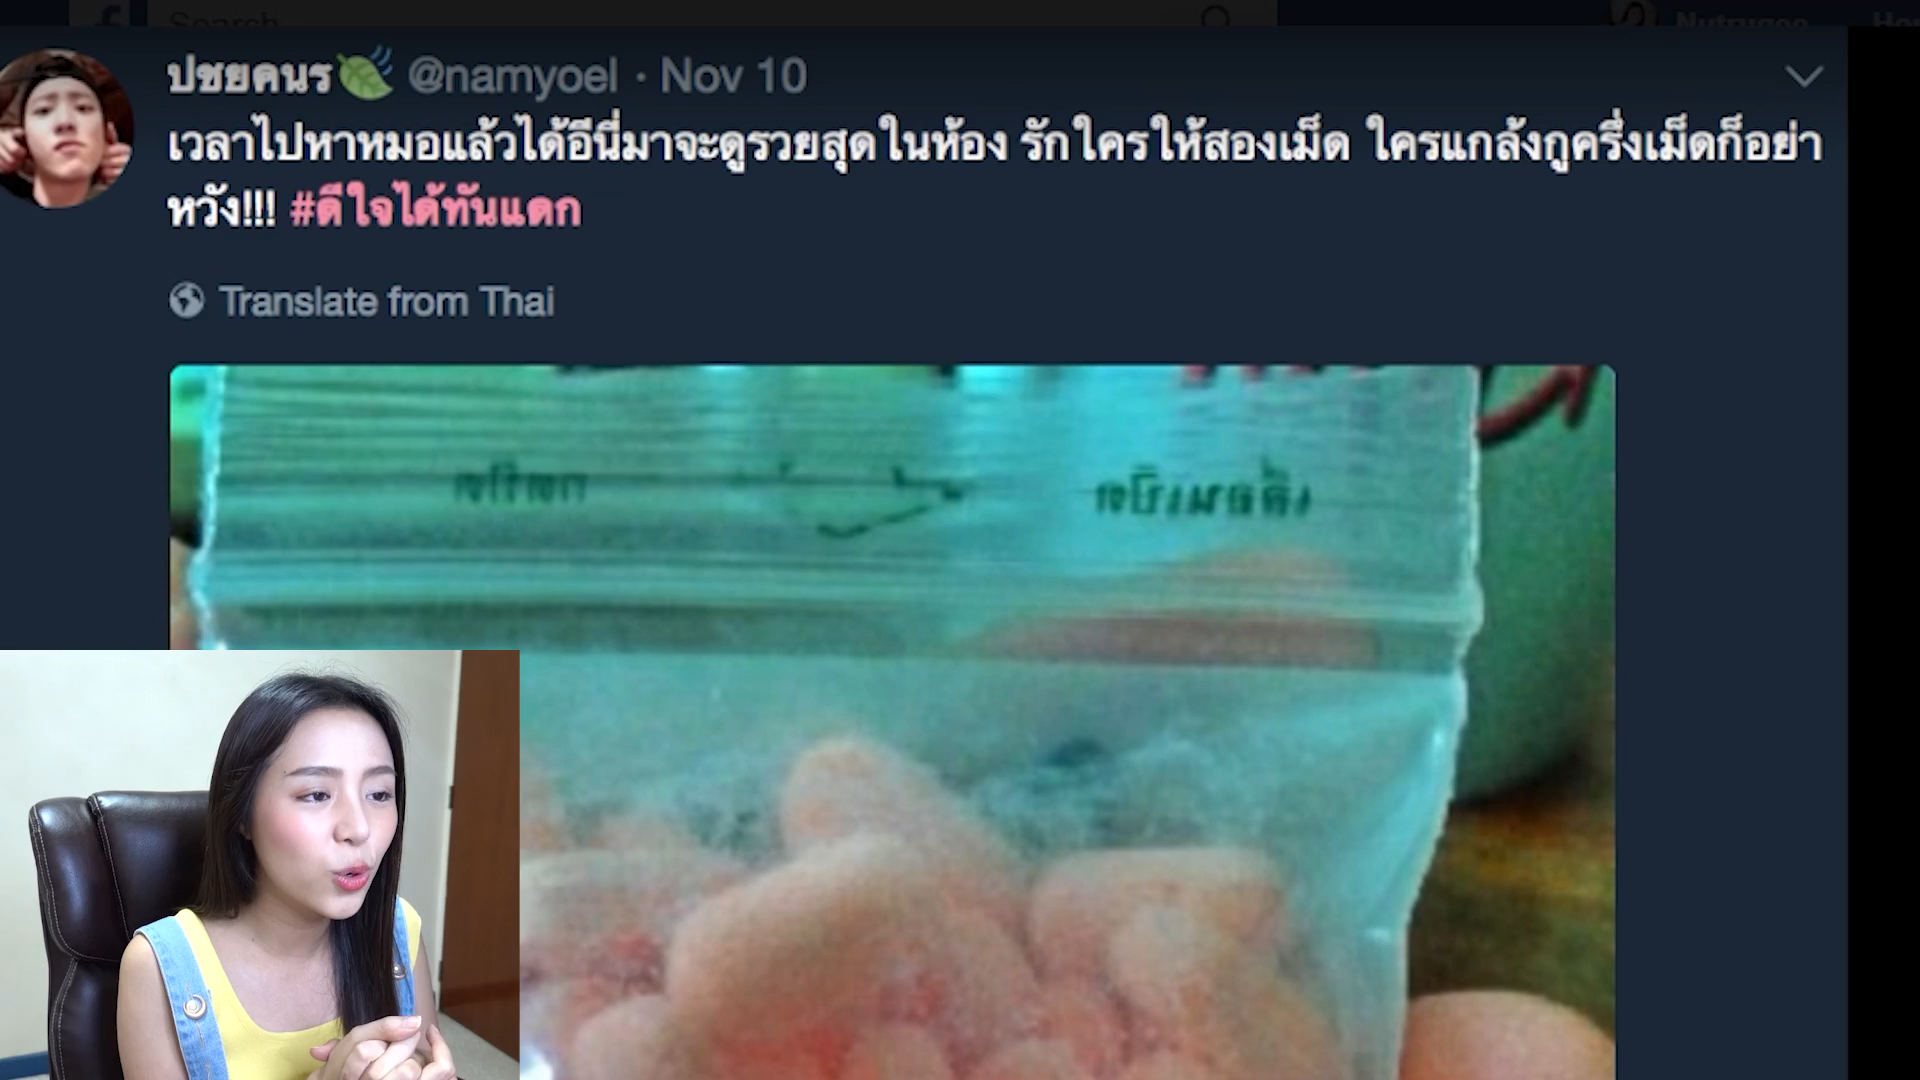 Search
ปชยคนร @namyoel · Nov 10
เวลาไปหาหมอแล้วได้อีนี่มาจะดูรวยสุดในห้อง รักใครให้สองเม็ด ใครแกล้งกูครึ่งเม็ดก็อย่า
หวัง!!! #ดีใจได้ทันแดก
Translate from Thai